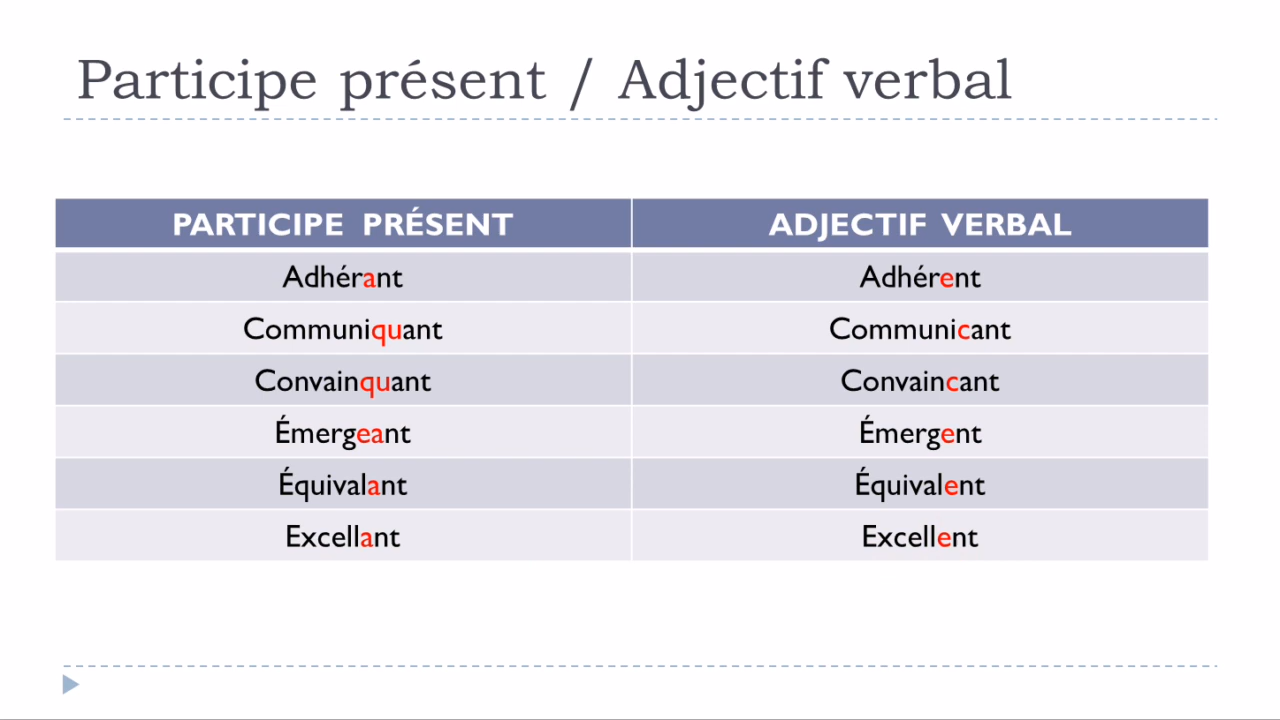 Participe présent / Adjectif verbal
PARTICIPE PRÉSENT ADJECTIF VERBAL
Adhérant Adhérent
Communiquant Communicant
Convainquant Convaincant
Émergeant Émergent
Équivalant Équivalent
Excellant Excellent